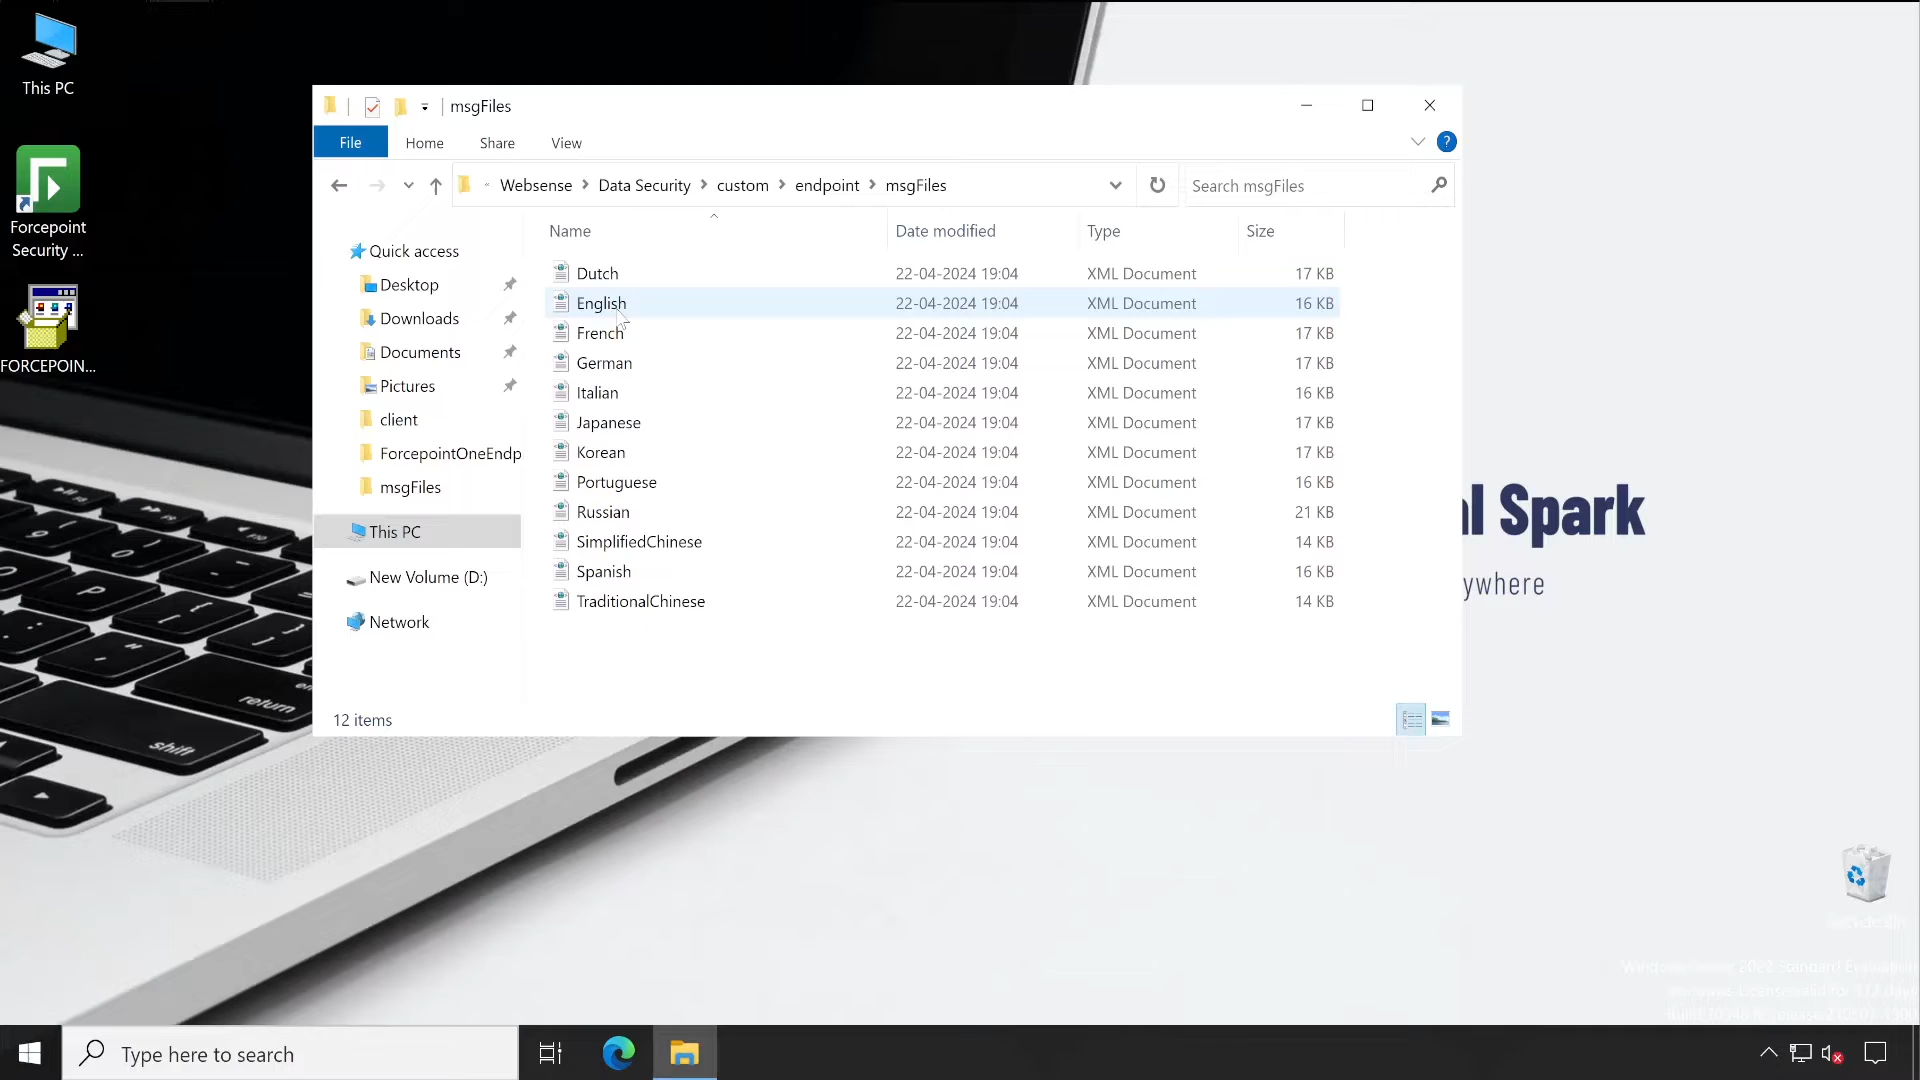 This PC
Forcepoint
Security ...
FORCEPOIN...
msgFiles
File
Home
Share
View
?
« Websense > Data Security > custom > endpoint > msgFiles
Search msgFiles
Quick access
Desktop
Downloads
Documents
Pictures
client
ForcepointOneEndp
msgFiles
This PC
New Volume (D:)
Network
Name Date modified Type Size
Dutch 22-04-2024 19:04 XML Document 17 KB
English 22-04-2024 19:04 XML Document 16 KB
French 22-04-2024 19:04 XML Document 17 KB
German 22-04-2024 19:04 XML Document 17 KB
Italian 22-04-2024 19:04 XML Document 16 KB
Japanese 22-04-2024 19:04 XML Document 17 KB
Korean 22-04-2024 19:04 XML Document 17 KB
Portuguese 22-04-2024 19:04 XML Document 16 KB
Russian 22-04-2024 19:04 XML Document 21 KB
SimplifiedChinese 22-04-2024 19:04 XML Document 14 KB
Spanish 22-04-2024 19:04 XML Document 16 KB
TraditionalChinese 22-04-2024 19:04 XML Document 14 KB
12 items
l Spark
ywhere
return
shift
Type here to search